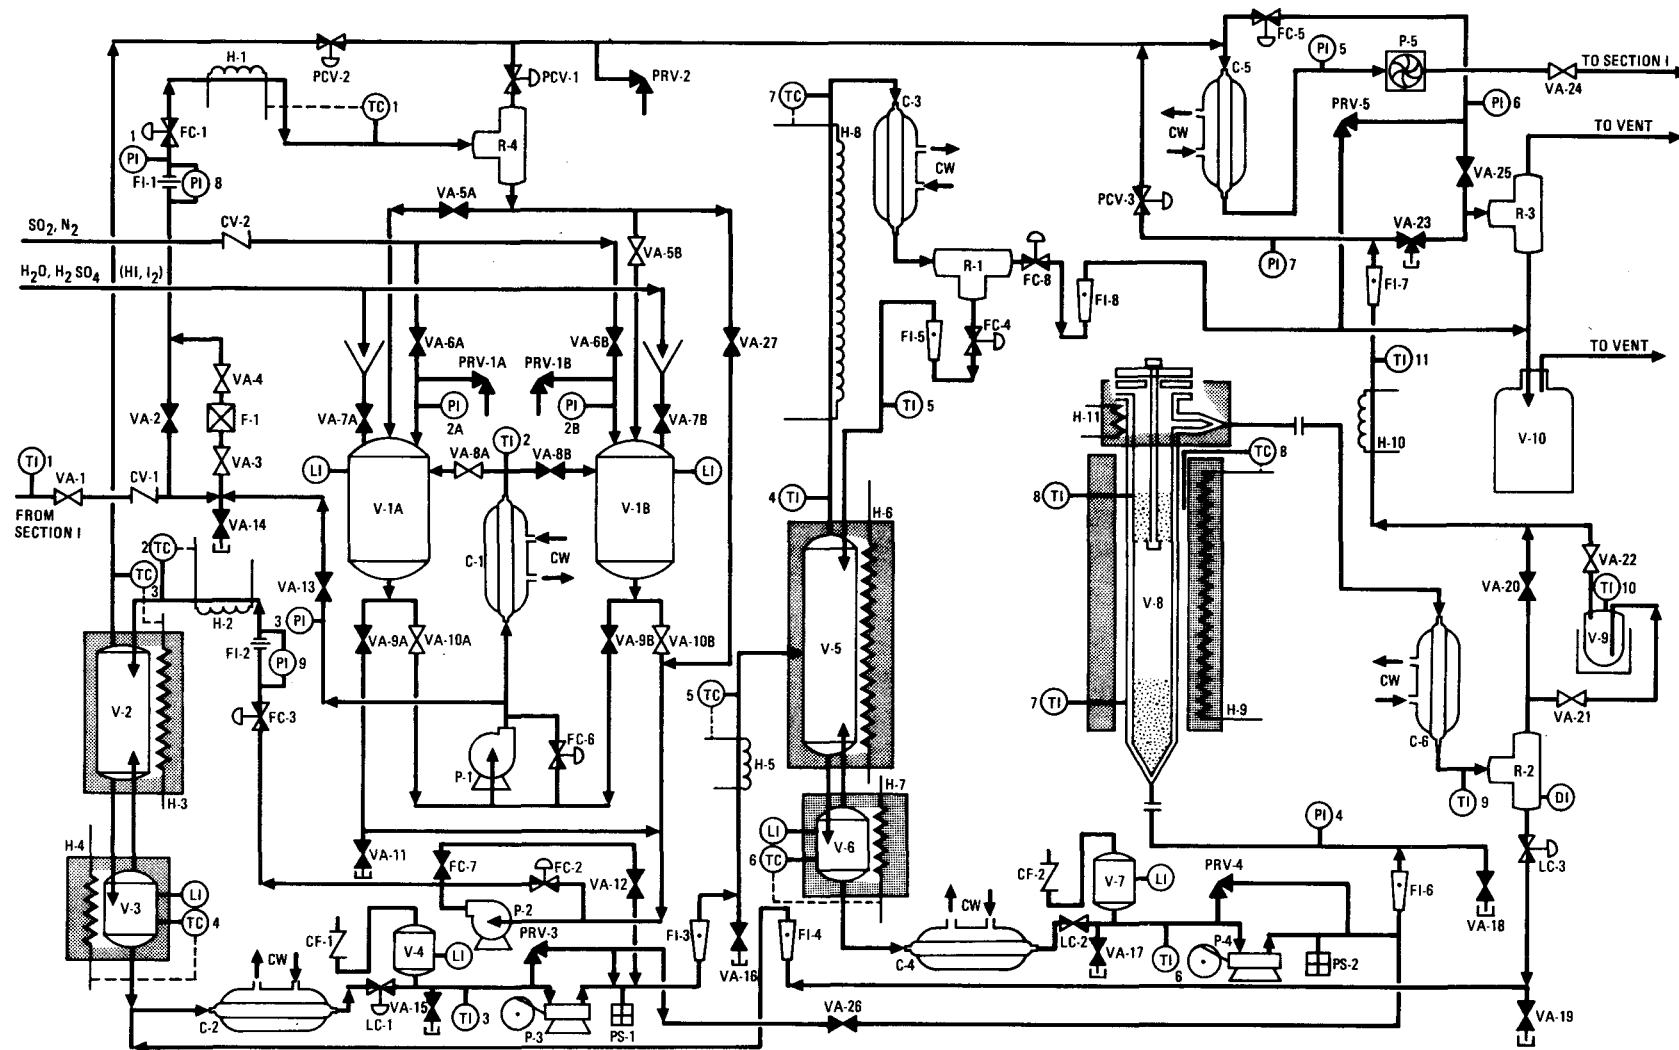 H-1
PCV-2
PCV-1
PRV-2
FC-5
C-5
PI 5
P-5
TO SECTION I
VA-24
7 TC
C-3
PRV-5
PI 6
1
FC-1
TC 1
R-4
H-8
CW
CW
TO VENT
PI
FI-1
PI 8
VA-5A
VA-25
PCV-3
R-3
SO2, N2
CV-2
VA-5B
VA-23
H2O, H2SO4 (HI, I2)
R-1
FC-8
PI 7
FI-7
FI-8
FI-5
FC-4
VA-6A
VA-6B
VA-27
PRV-1A
PRV-1B
TI 11
TO VENT
VA-4
F-1
VA-2
VA-3
VA-7A
PI
2A
PI
2B
VA-7B
TI 5
H-11
H-10
V-10
TI 1
VA-1
CV-1
LI
TI 2
VA-8A
VA-8B
LI
TC 8
FROM
SECTION I
VA-14
V-1A
V-1B
4 TI
H-6
8 TI
2 TC
TC
3
C-1
CW
VA-22
TI 10
VA-20
V-9
VA-13
H-2
3 PI
FI-2
PI 9
VA-9A
VA-10A
VA-9B
VA-10B
V-5
V-8
CW
V-2
FC-3
5 TC
7 TI
H-9
VA-21
C-6
P-1
FC-6
H-5
R-2
H-3
H-7
TI 9
DI
H-4
LI
V-6
6 TC
PI 4
LC-3
VA-11
FC-7
FC-2
VA-12
CF-2
V-7
LI
PRV-4
FI-6
VA-18
V-3
LI
TC 4
P-2
PRV-3
CF-1
V-4
LI
CW
FI-3
VA-16
FI-4
CW
C-4
LC-2
VA-17
TI
6
P-4
PS-2
C-2
LC-1
VA-15
TI 3
P-3
PS-1
VA-26
VA-19